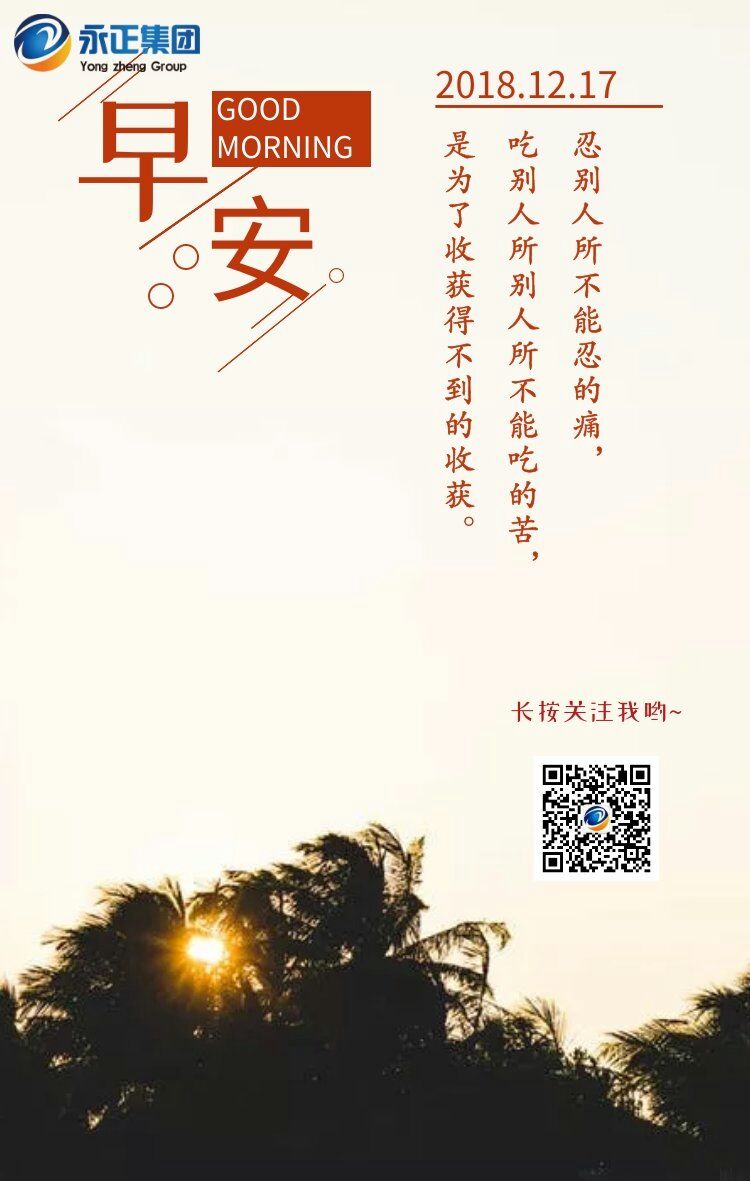 永正集团
Yong zheng Group
早安
GOOD
MORNING
2018.12.17
忍别人所不能忍的痛，
吃别人所别人所不能吃的苦，
是为了收获得不到的收获。
长按关注我哟~